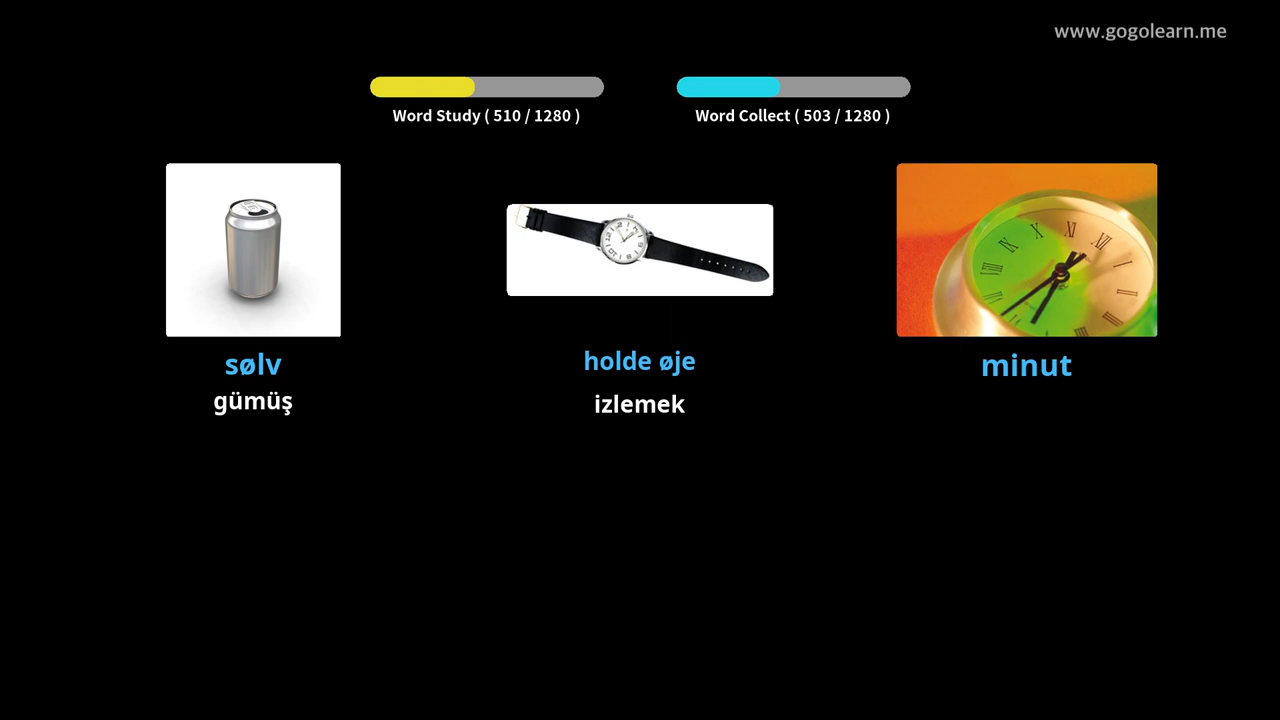 www.gogolearn.me
Word Study ( 510 / 1280 )
Word Collect ( 503 / 1280 )
sølv
gümüş
holde øje
izlemek
minut